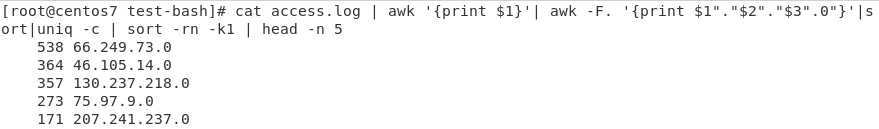 [root@centos7 test-bash]# cat access.log | awk '{print $1}'| awk -F. '{print $1"."$2"."$3".0"}'|s
ort|uniq -c | sort -rn -k1 | head -n 5
    538 66.249.73.0
    364 46.105.14.0
    357 130.237.218.0
    273 75.97.9.0
    171 207.241.237.0